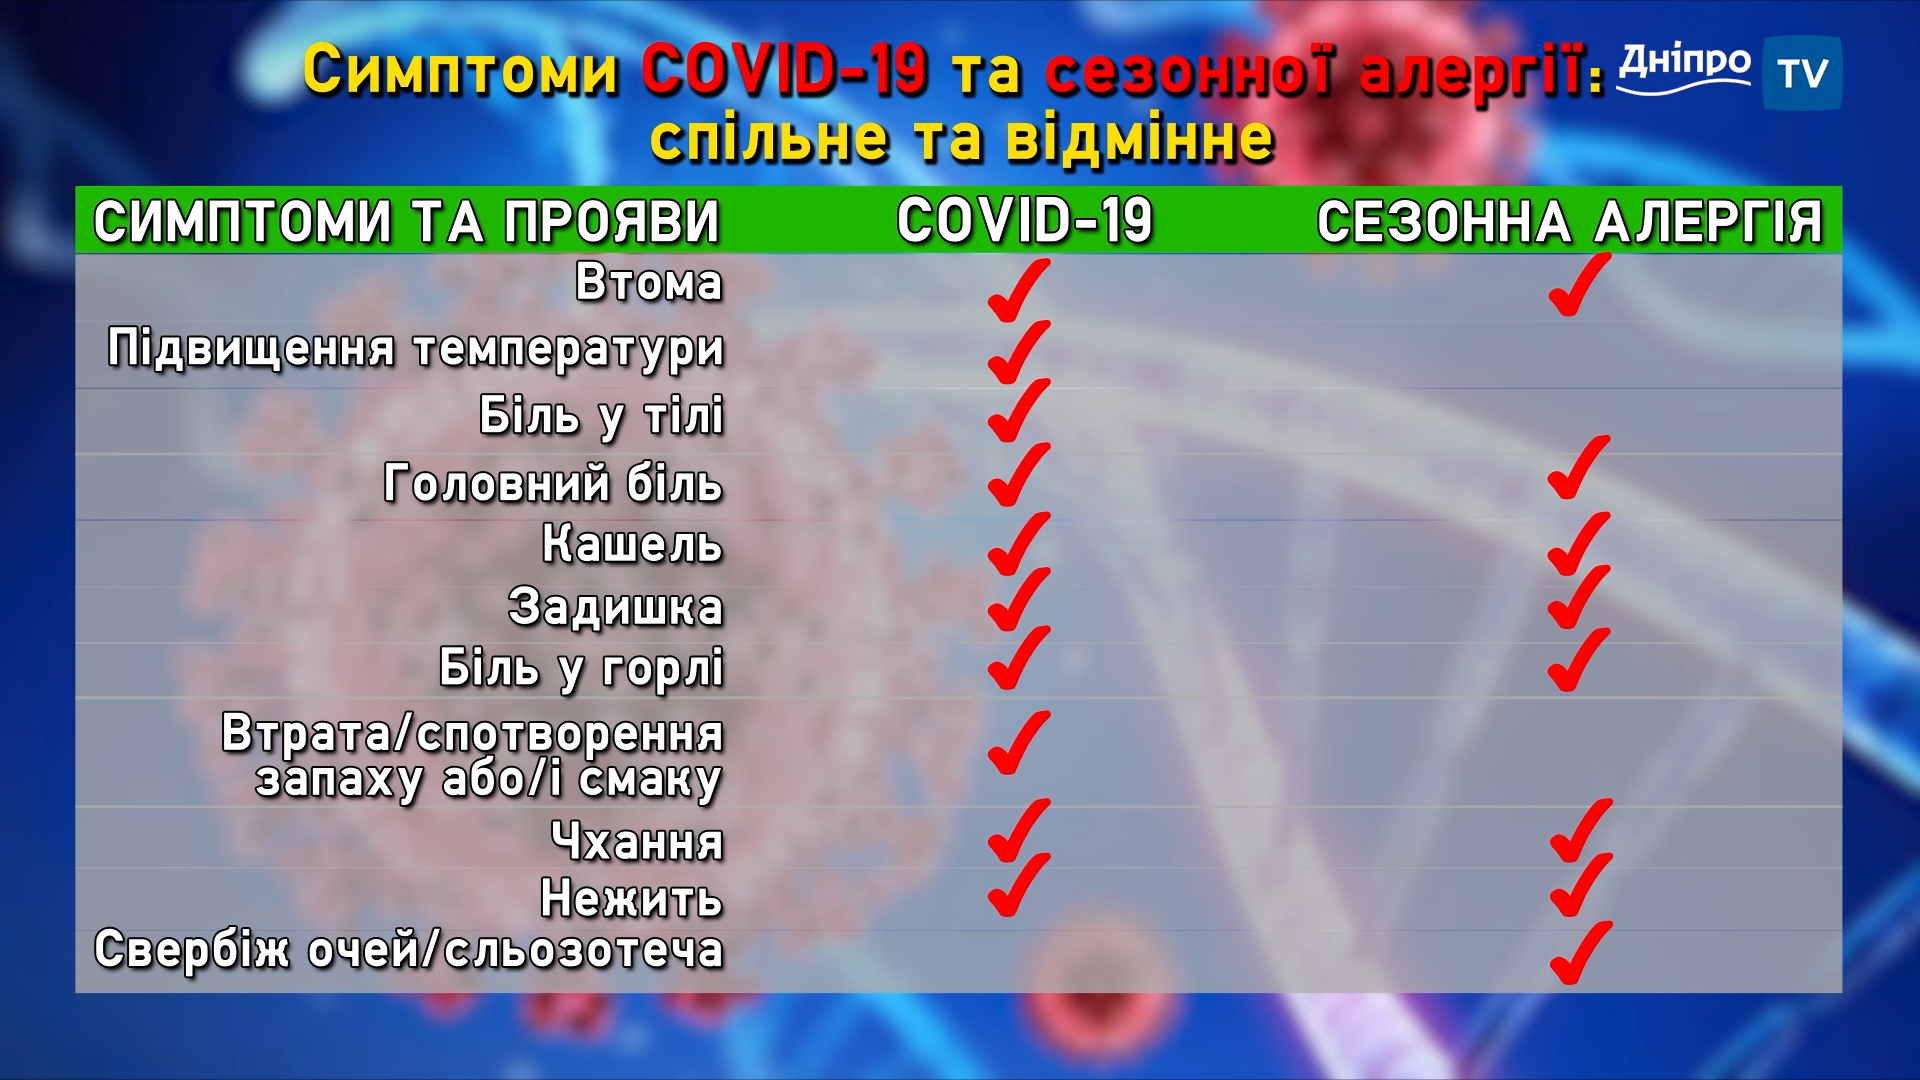 Симптоми COVID-19 та сезонної алергії:
спільне та відмінне
Дніпро TV
СИМПТОМИ ТА ПРОЯВИ COVID-19 СЕЗОННА АЛЕРГІЯ
Втома
Підвищення температури
Біль у тілі
Головний біль
Кашель
Задишка
Біль у горлі
Втрата/спотворення
запаху або/і смаку
Чхання
Нежить
Свербіж очей/сльозотеча